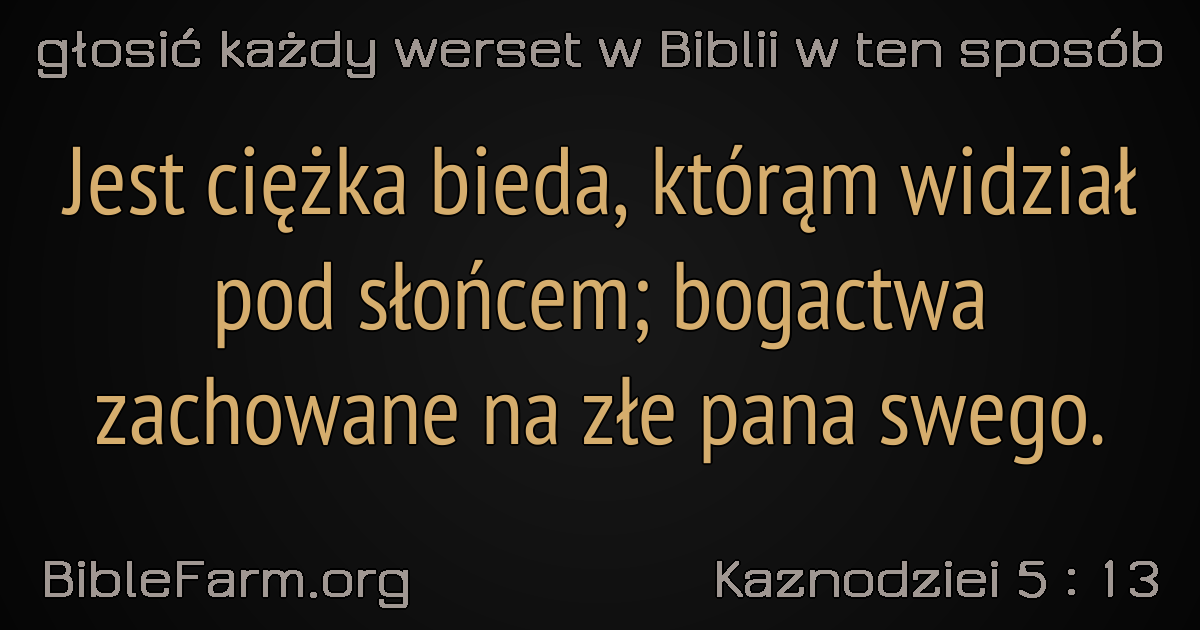 głosić każdy werset w Biblii w ten sposób
Jest ciężka bieda, którąm widział
pod słońcem; bogactwa
zachowane na złe pana swego.
BibleFarm.org
Kaznodziei 5 : 13